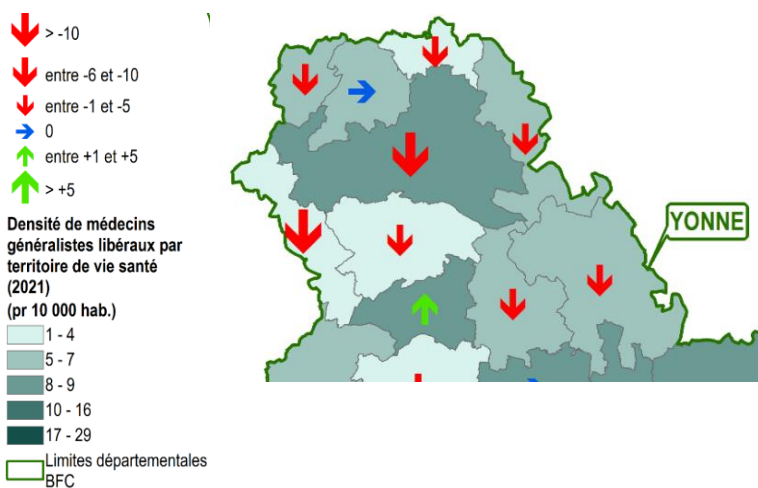 > -10
entre -6 et -10
entre -1 et -5
0
entre +1 et +5
> +5
Densité de médecins
généralistes libéraux par
territoire de vie santé
(2021)
(pr 10 000 hab.)
1 - 4
5 - 7
8 - 9
10 - 16
17 - 29
Limites départementales
BFC
YONNE